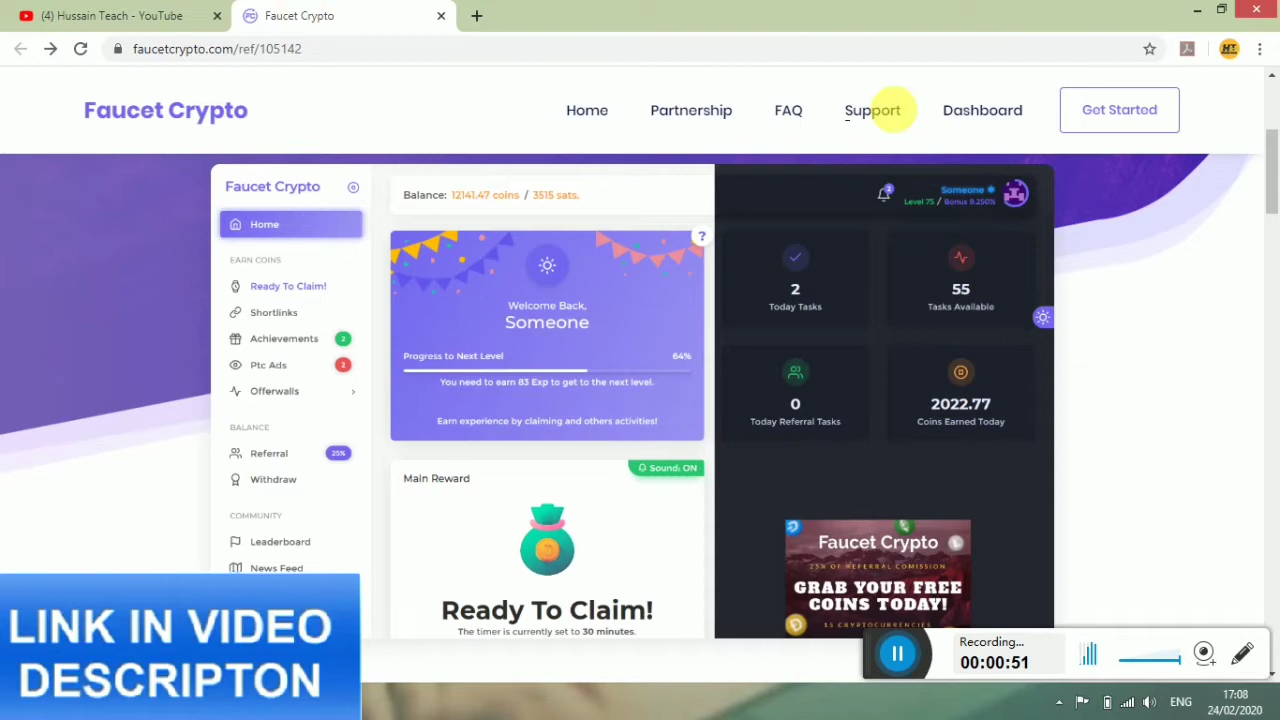 (4) Hussain Teach - YouTube
Faucet Crypto
faucetcrypto.com/ref/105142
Faucet Crypto
Home
Partnership
FAQ
Support
Dashboard
Get Started
Faucet Crypto
Home
EARN COINS
Ready To Claim!
Shortlinks
Achievements 2
Ptc Ads 2
Offerwalls
BALANCE
Referral 25%
Withdraw
COMMUNITY
Leaderboard
News Feed
Balance: 12141.47 coins / 3515 sats.
?
Welcome Back,
Someone
Progress to Next Level 64%
You need to earn 83 Exp to get to the next level.
Earn experience by claiming and others activities!
Main Reward
Sound: ON
Ready To Claim!
The timer is currently set to 30 minutes.
2
Someone
Level 75 / Bonus 9.250%
2
Today Tasks
55
Tasks Available
0
Today Referral Tasks
2022.77
Coins Earned Today
Faucet Crypto
25% OF REFERRAL COMISSION
GRAB YOUR FREE
COINS TODAY!
15 CRYPTOCURRENCIES
LINK IN VIDEO
DESCRIPTON
Recording...
00:00:51
ENG
17:08
24/02/2020